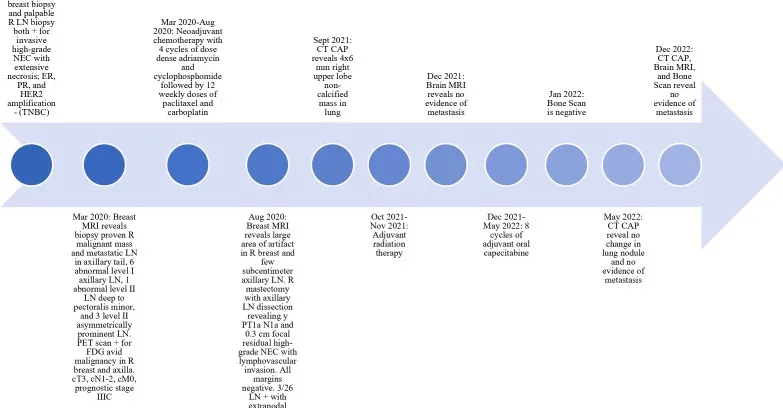 breast biopsy
and palpable
R LN biopsy
both + for
invasive
high-grade
NEC with
extensive
necrosis; ER,
PR, and
HER2
amplification
- (TNBC)
Mar 2020: Breast
MRI reveals
biopsy proven R
malignant mass
and metastatic LN
in axillary tail, 6
abnormal level I
axillary LN, 1
abnormal level II
LN deep to
pectoralis minor,
and 3 level II
asymmetrically
prominent LN.
PET scan + for
FDG avid
malignancy in R
breast and axilla.
cT3, cN1-2, cM0,
prognostic stage
IIIC
Mar 2020-Aug
2020: Neoadjuvant
chemotherapy with
4 cycles of dose
dense adriamycin
and
cyclophosphomide
followed by 12
weekly doses of
paclitaxel and
carboplatin
Aug 2020:
Breast MRI
reveals large
area of artifact
in R breast and
few
subcentimeter
axillary LN. R
mastectomy
with axillary
LN dissection
revealing y
PT1a N1a and
0.3 cm focal
residual high-
grade NEC with
lymphovascular
invasion. All
margins
negative. 3/26
LN + with
extranodal
Sept 2021:
CT CAP
reveals 4x6
mm right
upper lobe
non-
calcified
mass in
lung
Oct 2021-
Nov 2021:
Adjuvant
radiation
therapy
Dec 2021:
Brain MRI
reveals no
evidence of
metastasis
Dec 2021-
May 2022: 8
cycles of
adjuvant oral
capecitabine
Jan 2022:
Bone Scan
is negative
May 2022:
CT CAP
reveal no
change in
lung nodule
and no
evidence of
metastasis
Dec 2022:
CT CAP,
Brain MRI,
and Bone
Scan reveal
no
evidence of
metastasis